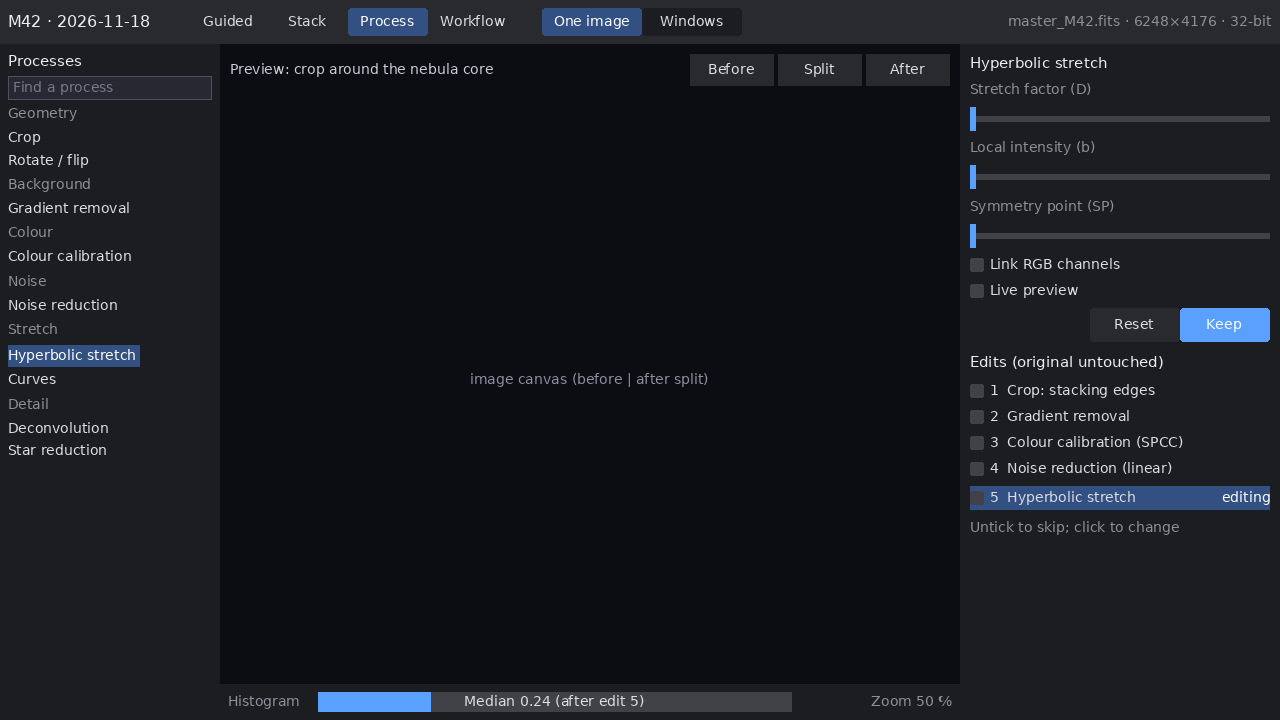 M42 · 2026-11-18 Guided Stack Process Workflow One image Windows master_M42.fits · 6248×4176 · 32-bit
Processes
Find a process
Geometry
Crop
Rotate / flip
Background
Gradient removal
Colour
Colour calibration
Noise
Noise reduction
Stretch
Hyperbolic stretch
Curves
Detail
Deconvolution
Star reduction
Preview: crop around the nebula core Before Split After
image canvas (before | after split)
Histogram Median 0.24 (after edit 5) Zoom 50 ℅
Hyperbolic stretch
Stretch factor (D)
Local intensity (b)
Symmetry point (SP)
Link RGB channels
Live preview
Reset Keep
Edits (original untouched)
1 Crop: stacking edges
2 Gradient removal
3 Colour calibration (SPCC)
4 Noise reduction (linear)
5 Hyperbolic stretch editing
Untick to skip; click to change